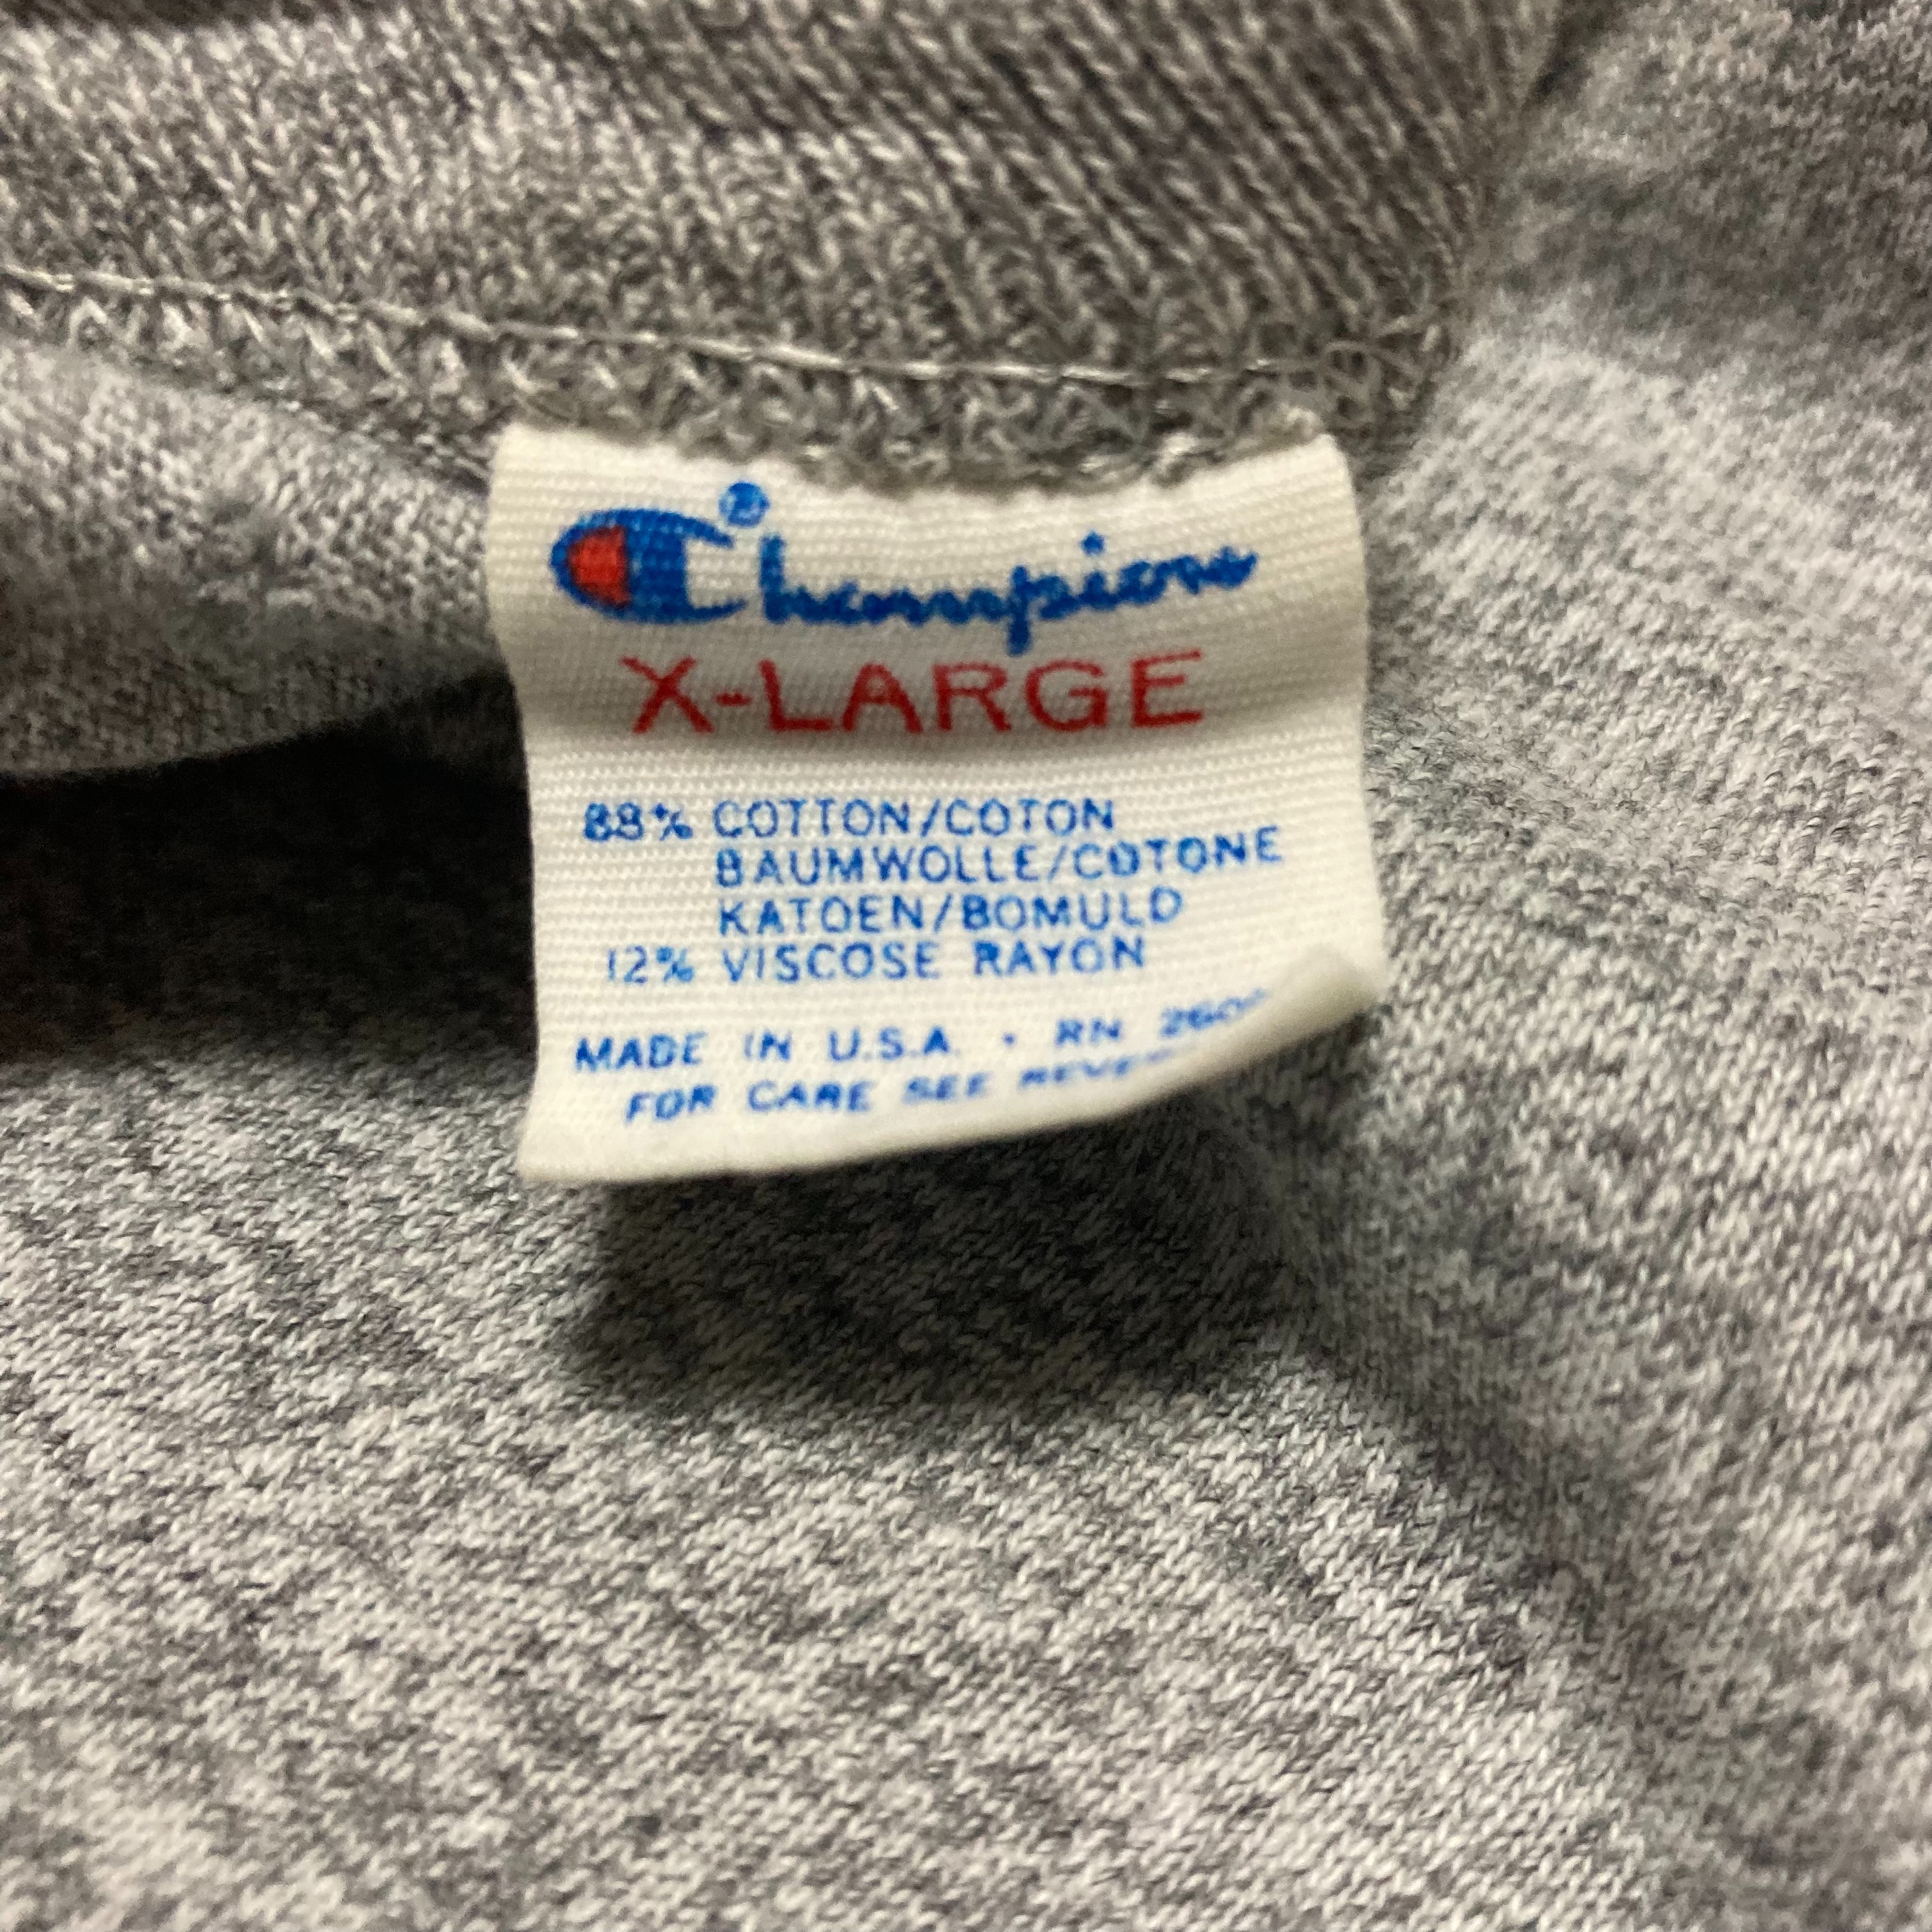 Champion®
X-LARGE
88% COTTON/COTON
BAUMWOLLE/COTONE
KATOEN/BOMULD
12% VISCOSE RAYON
MADE IN U.S.A. · RN
FOR CARE SEE